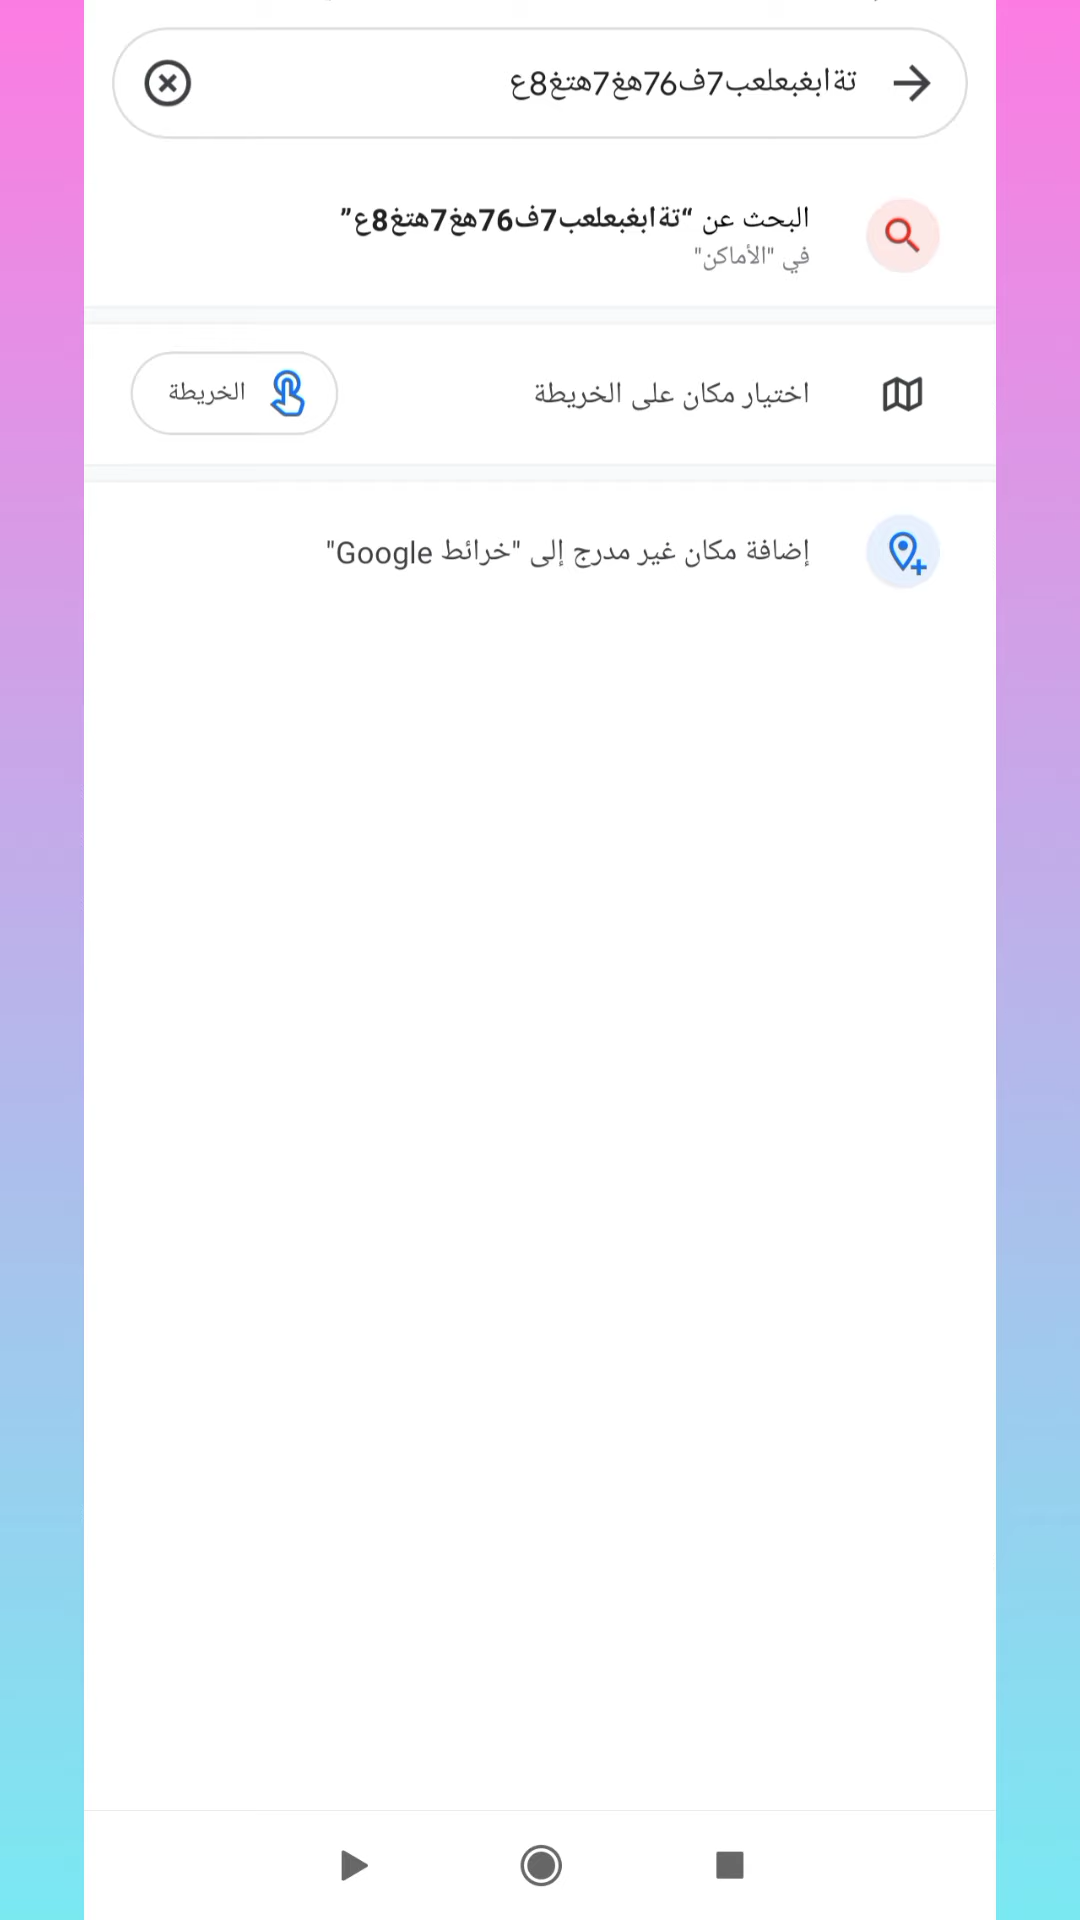 تةابغبعلعب7ف76هغ7هتغ8ع
البحث عن “تةابغبعلعب7ف76هغ7هتغ8ع”
في "الأماكن"
اختيار مكان على الخريطة
الخريطة
إضافة مكان غير مدرج إلى "خرائط Google"